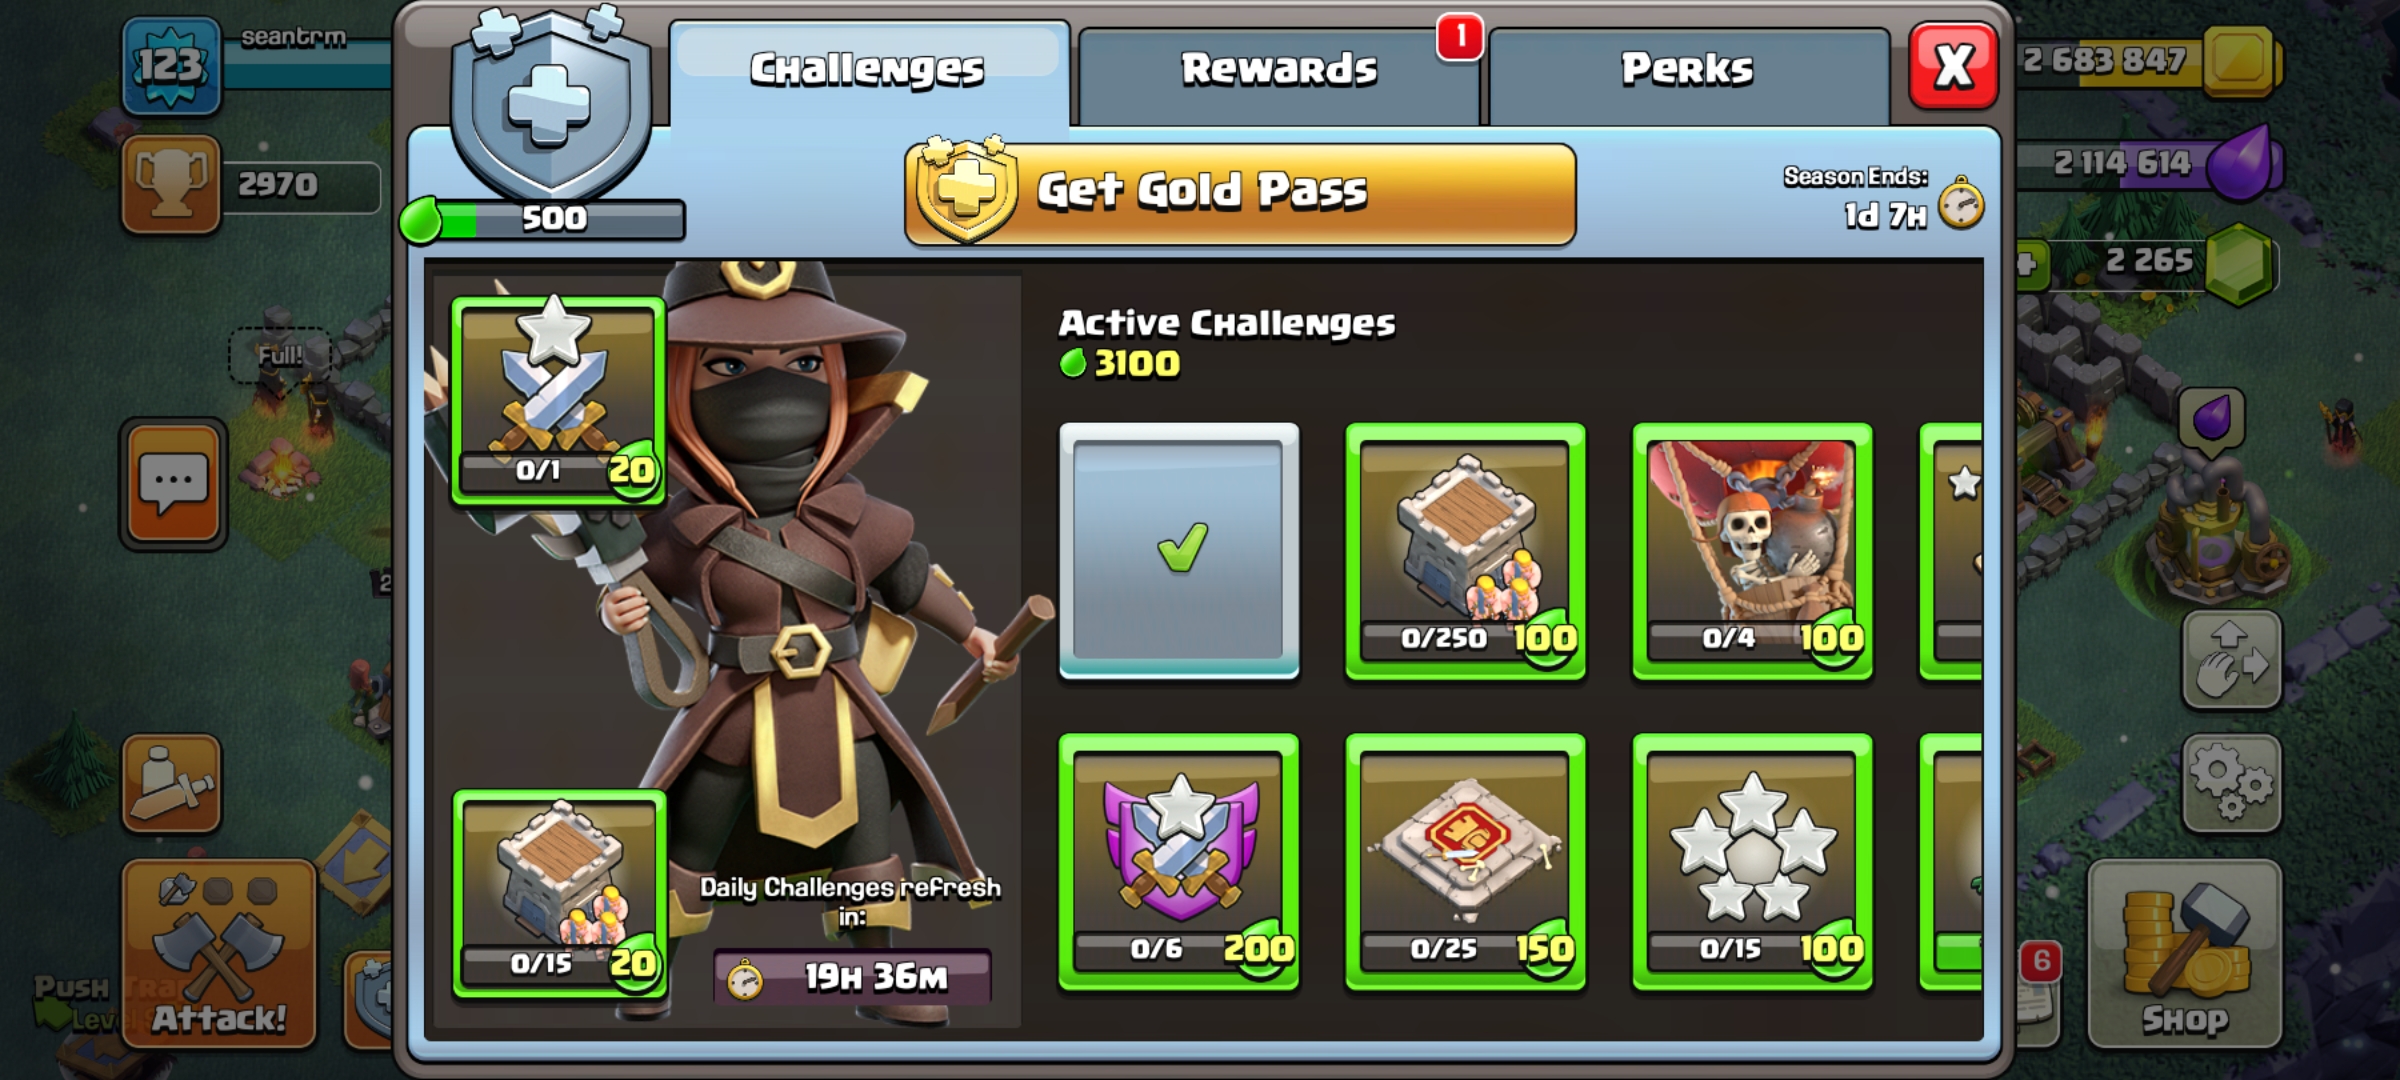 123
seantrm
2970
Challenges
Rewards
1
Perks
X
2 683 847
2 114 614
2 265
500
Get Gold Pass
Season Ends:
1d 7H
Full!
0/1
20
Active Challenges
3100
0/250
100
0/4
100
0/6
200
0/25
150
0/15
100
0/15
20
Daily Challenges refresh
in:
19H 36M
Push Tra
Level
Attack!
6
Shop